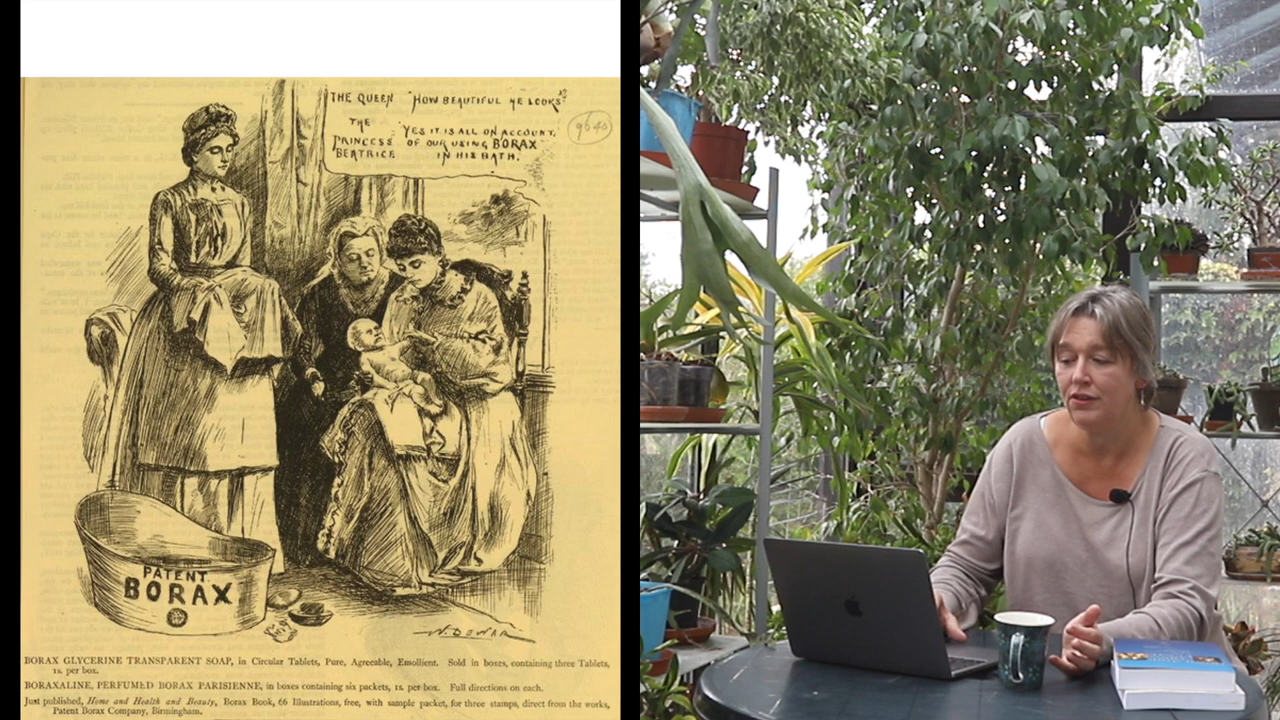 THE QUEEN "HOW BEAUTIFUL HE LOOKS"
THE PRINCESS BEATRICE "YES IT IS ALL ON ACCOUNT, OF OUR USING BORAX IN HIS BATH.
9640
PATENT
BORAX
BORAX GLYCERINE TRANSPARENT SOAP, in Circular Tablets, Pure, Agreeable, Emollient. Sold in boxes, containing three Tablets,
1s. per box.
BORAXALINE, PERFUMED BORAX PARISIENNE, in boxes containing six packets, 1s. per box. Full directions on each.
Just published, Home and Health and Beauty, Borax Book, 66 Illustrations, free, with sample packet, for three stamps, direct from the works,
Patent Borax Company, Birmingham.